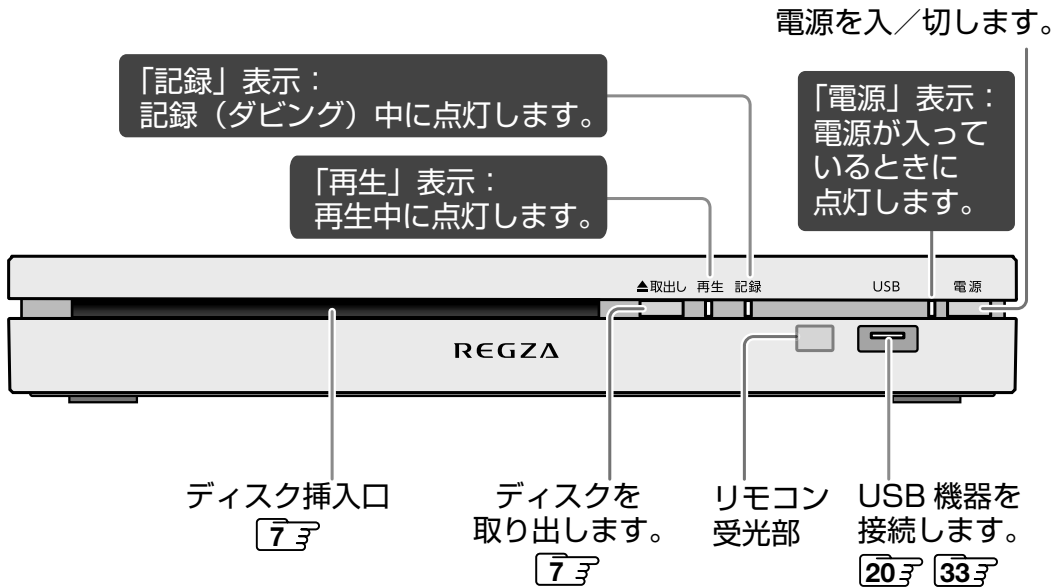 電源を入／切します。
「記録」表示：
記録（ダビング）中に点灯します。
「電源」表示：
電源が入って
いるときに
点灯します。
「再生」表示：
再生中に点灯します。
⏏取出し 再生 記録 USB 電源
REGZA
ディスク挿入口
7
ディスクを
取り出します。
7
リモコン
受光部
USB 機器を
接続します。
20 33